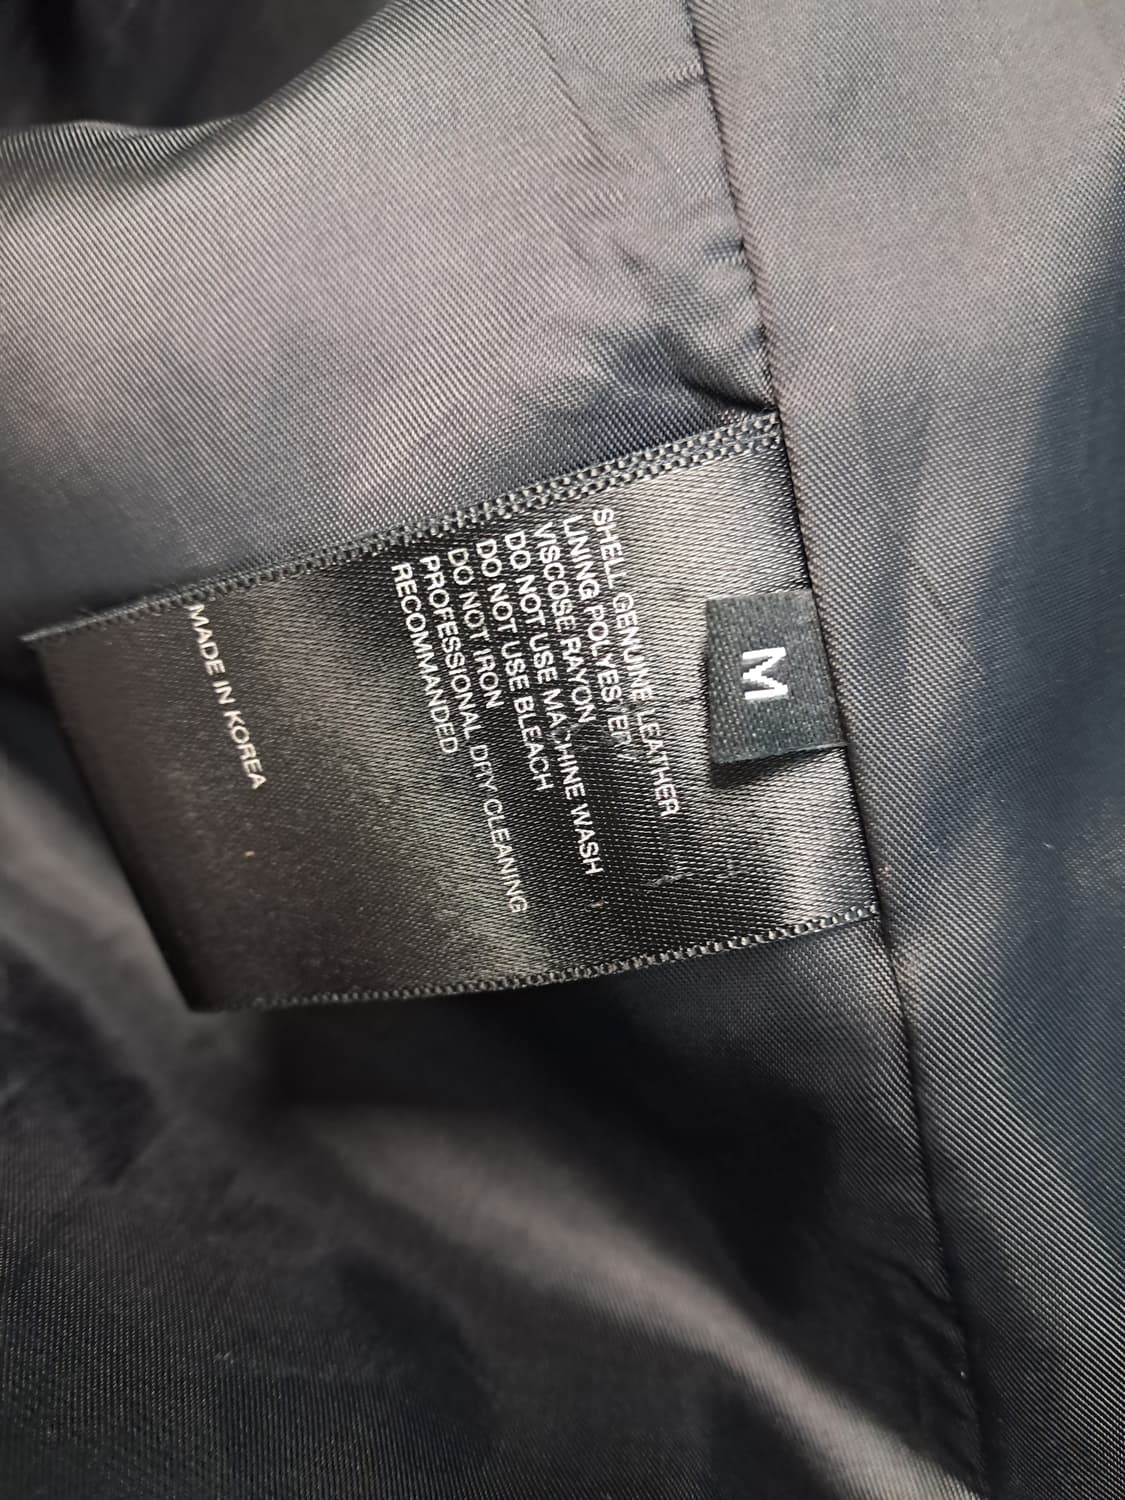 M
SHELL GENUINE LEATHER
LINING POLYESTER/
VISCOSE RAYON
DO NOT USE MACHINE WASH
DO NOT USE BLEACH
DO NOT IRON
PROFESSIONAL DRY CLEANING
RECOMMANDED
MADE IN KOREA